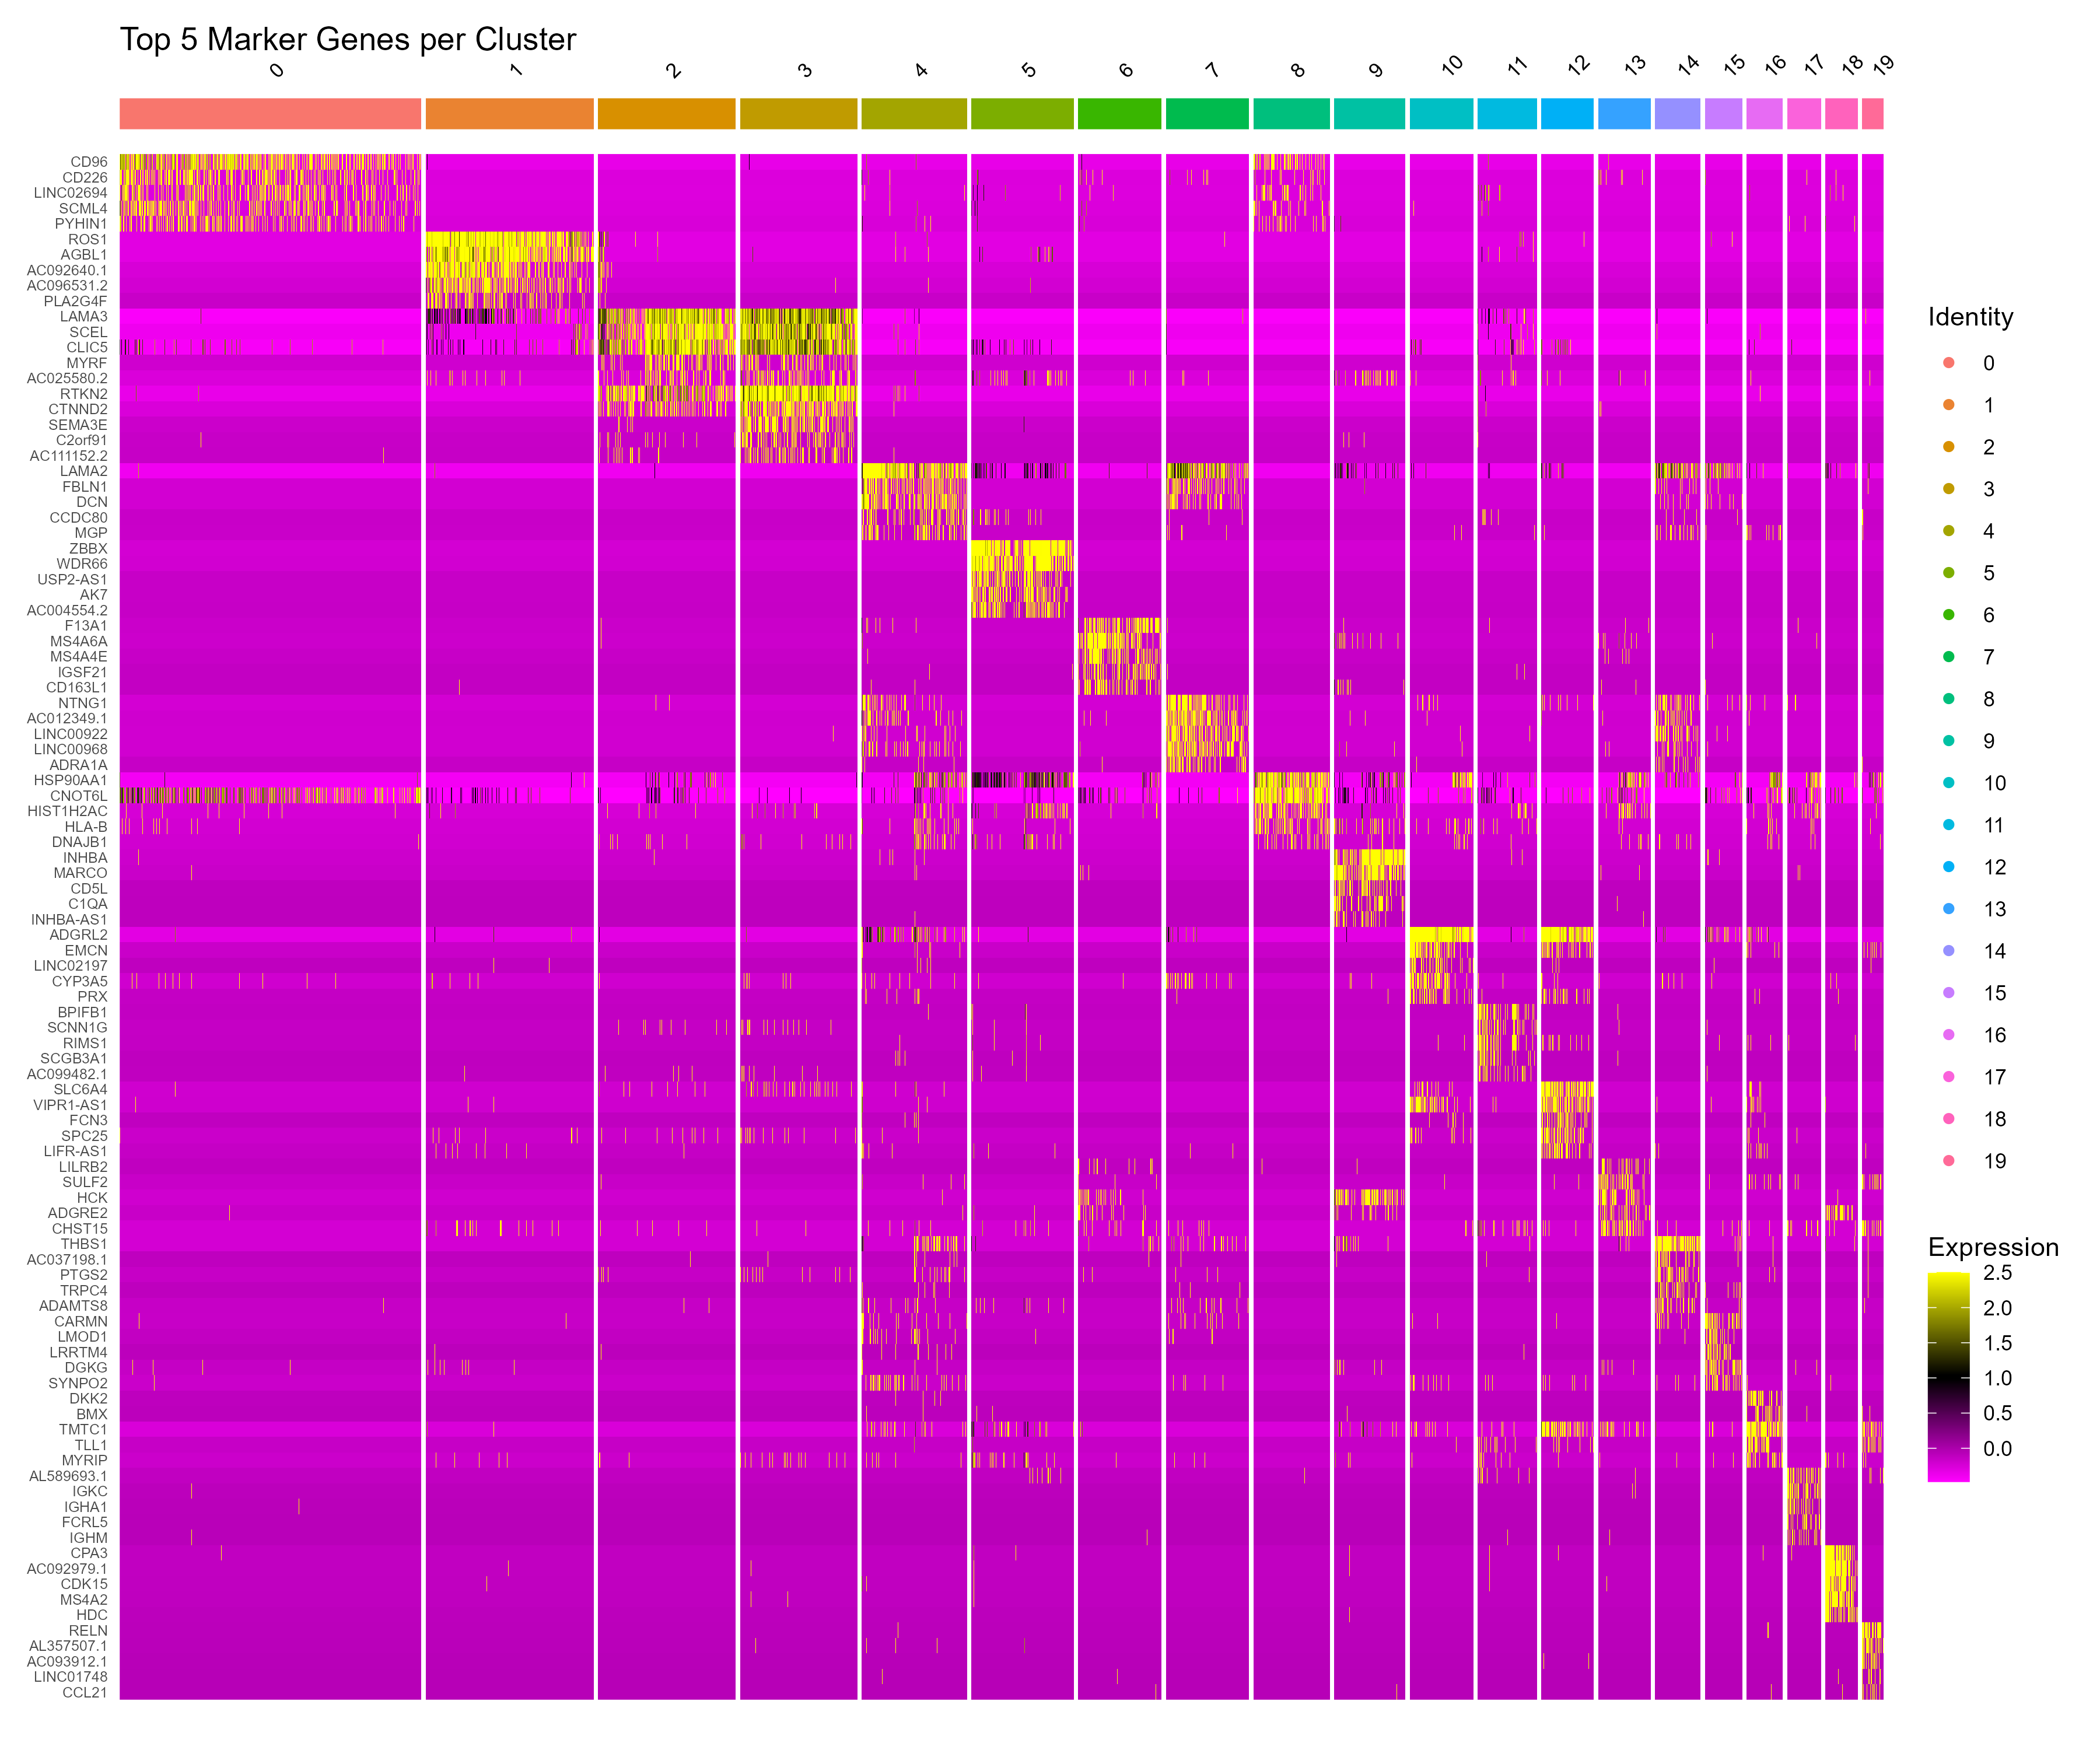 Top 5 Marker Genes per Cluster
0 1 2 3 4 5 6 7 8 9 10 11 12 13 14 15 16 17 18 19
CD96
CD226
LINC02694
SCML4
PYHIN1
ROS1
AGBL1
AC092640.1
AC096531.2
PLA2G4F
LAMA3
SCEL
CLIC5
MYRF
AC025580.2
RTKN2
CTNND2
SEMA3E
C2orf91
AC111152.2
LAMA2
FBLN1
DCN
CCDC80
MGP
ZBBX
WDR66
USP2-AS1
AK7
AC004554.2
F13A1
MS4A6A
MS4A4E
IGSF21
CD163L1
NTNG1
AC012349.1
LINC00922
LINC00968
ADRA1A
HSP90AA1
CNOT6L
HIST1H2AC
HLA-B
DNAJB1
INHBA
MARCO
CD5L
C1QA
INHBA-AS1
ADGRL2
EMCN
LINC02197
CYP3A5
PRX
BPIFB1
SCNN1G
RIMS1
SCGB3A1
AC099482.1
SLC6A4
VIPR1-AS1
FCN3
SPC25
LIFR-AS1
LILRB2
SULF2
HCK
ADGRE2
CHST15
THBS1
AC037198.1
PTGS2
TRPC4
ADAMTS8
CARMN
LMOD1
LRRTM4
DGKG
SYNPO2
DKK2
BMX
TMTC1
TLL1
MYRIP
AL589693.1
IGKC
IGHA1
FCRL5
IGHM
CPA3
AC092979.1
CDK15
MS4A2
HDC
RELN
AL357507.1
AC093912.1
LINC01748
CCL21
Identity
0
1
2
3
4
5
6
7
8
9
10
11
12
13
14
15
16
17
18
19
Expression
2.5
2.0
1.5
1.0
0.5
0.0